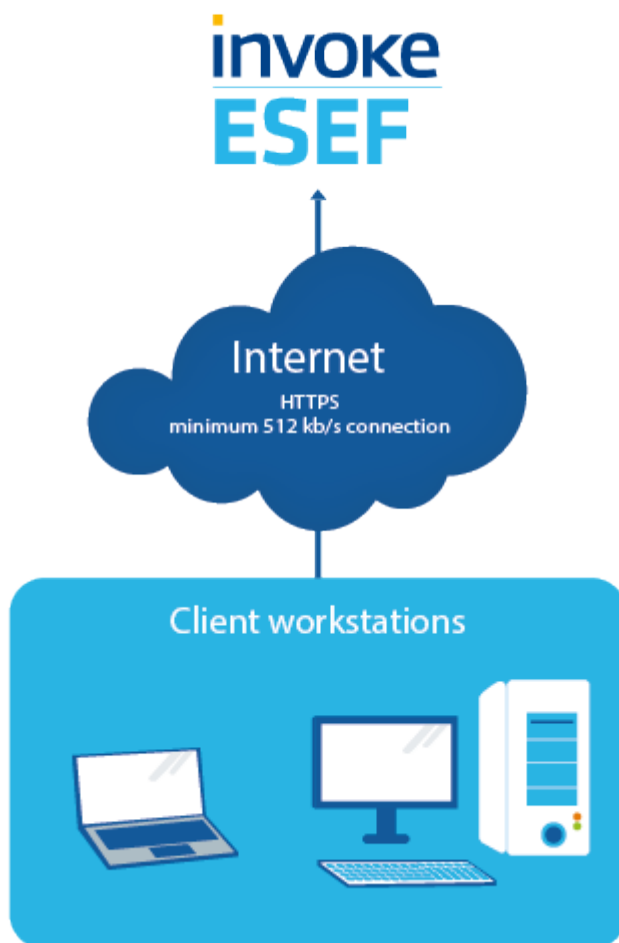 invoke
ESEF
Internet
HTTPS
minimum 512 kb/s connection
Client workstations